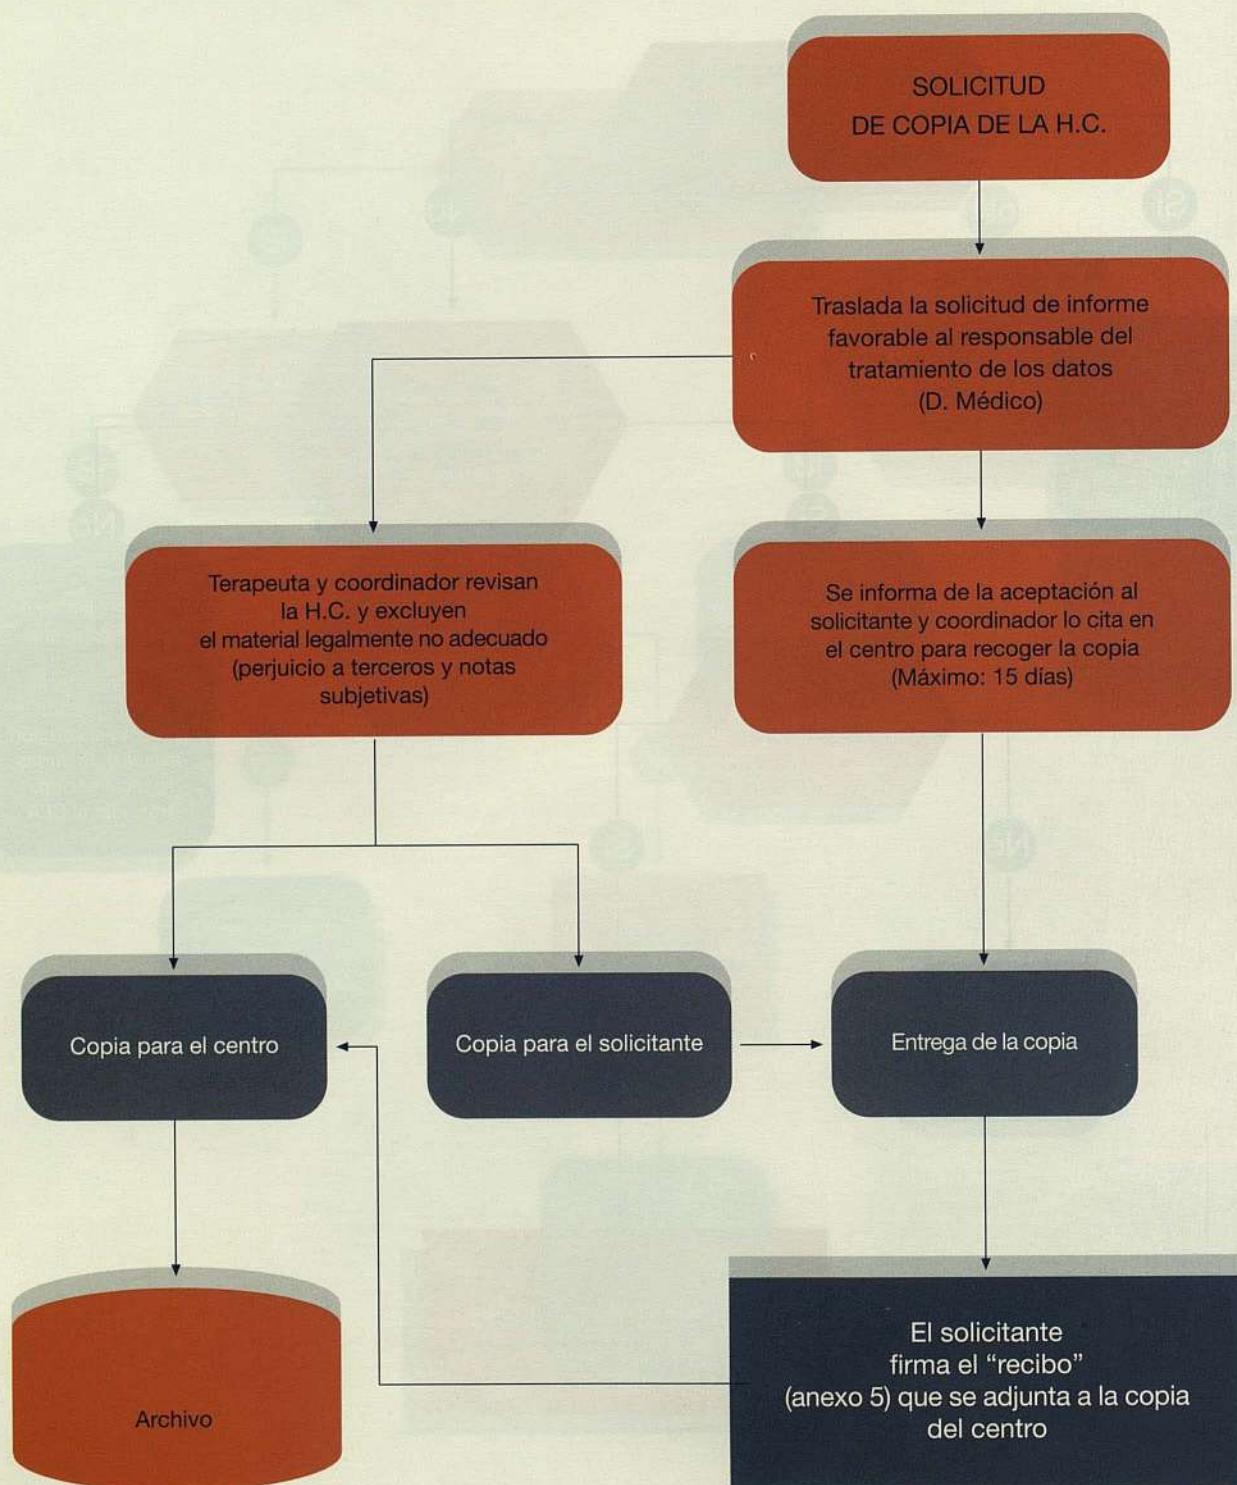 SOLICITUD
DE COPIA DE LA H.C.
Traslada la solicitud de informe
favorable al responsable del
tratamiento de los datos
(D. Médico)
Terapeuta y coordinador revisan
la H.C. y excluyen
el material legalmente no adecuado
(perjuicio a terceros y notas
subjetivas)
Se informa de la aceptación al
solicitante y coordinador lo cita en
el centro para recoger la copia
(Máximo: 15 días)
Copia para el centro
Copia para el solicitante
Entrega de la copia
Archivo
El solicitante
firma el “recibo”
(anexo 5) que se adjunta a la copia
del centro